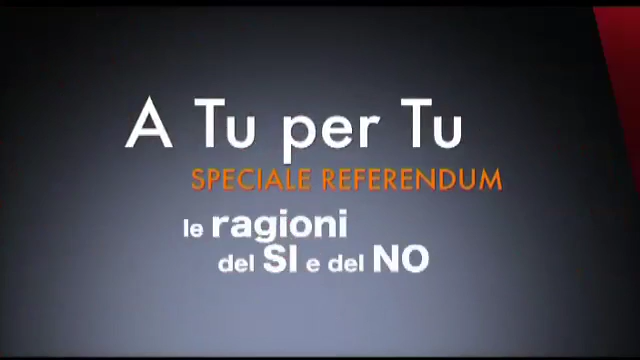 A Tu per Tu
SPECIALE REFERENDUM
le ragioni
del SI e del NO